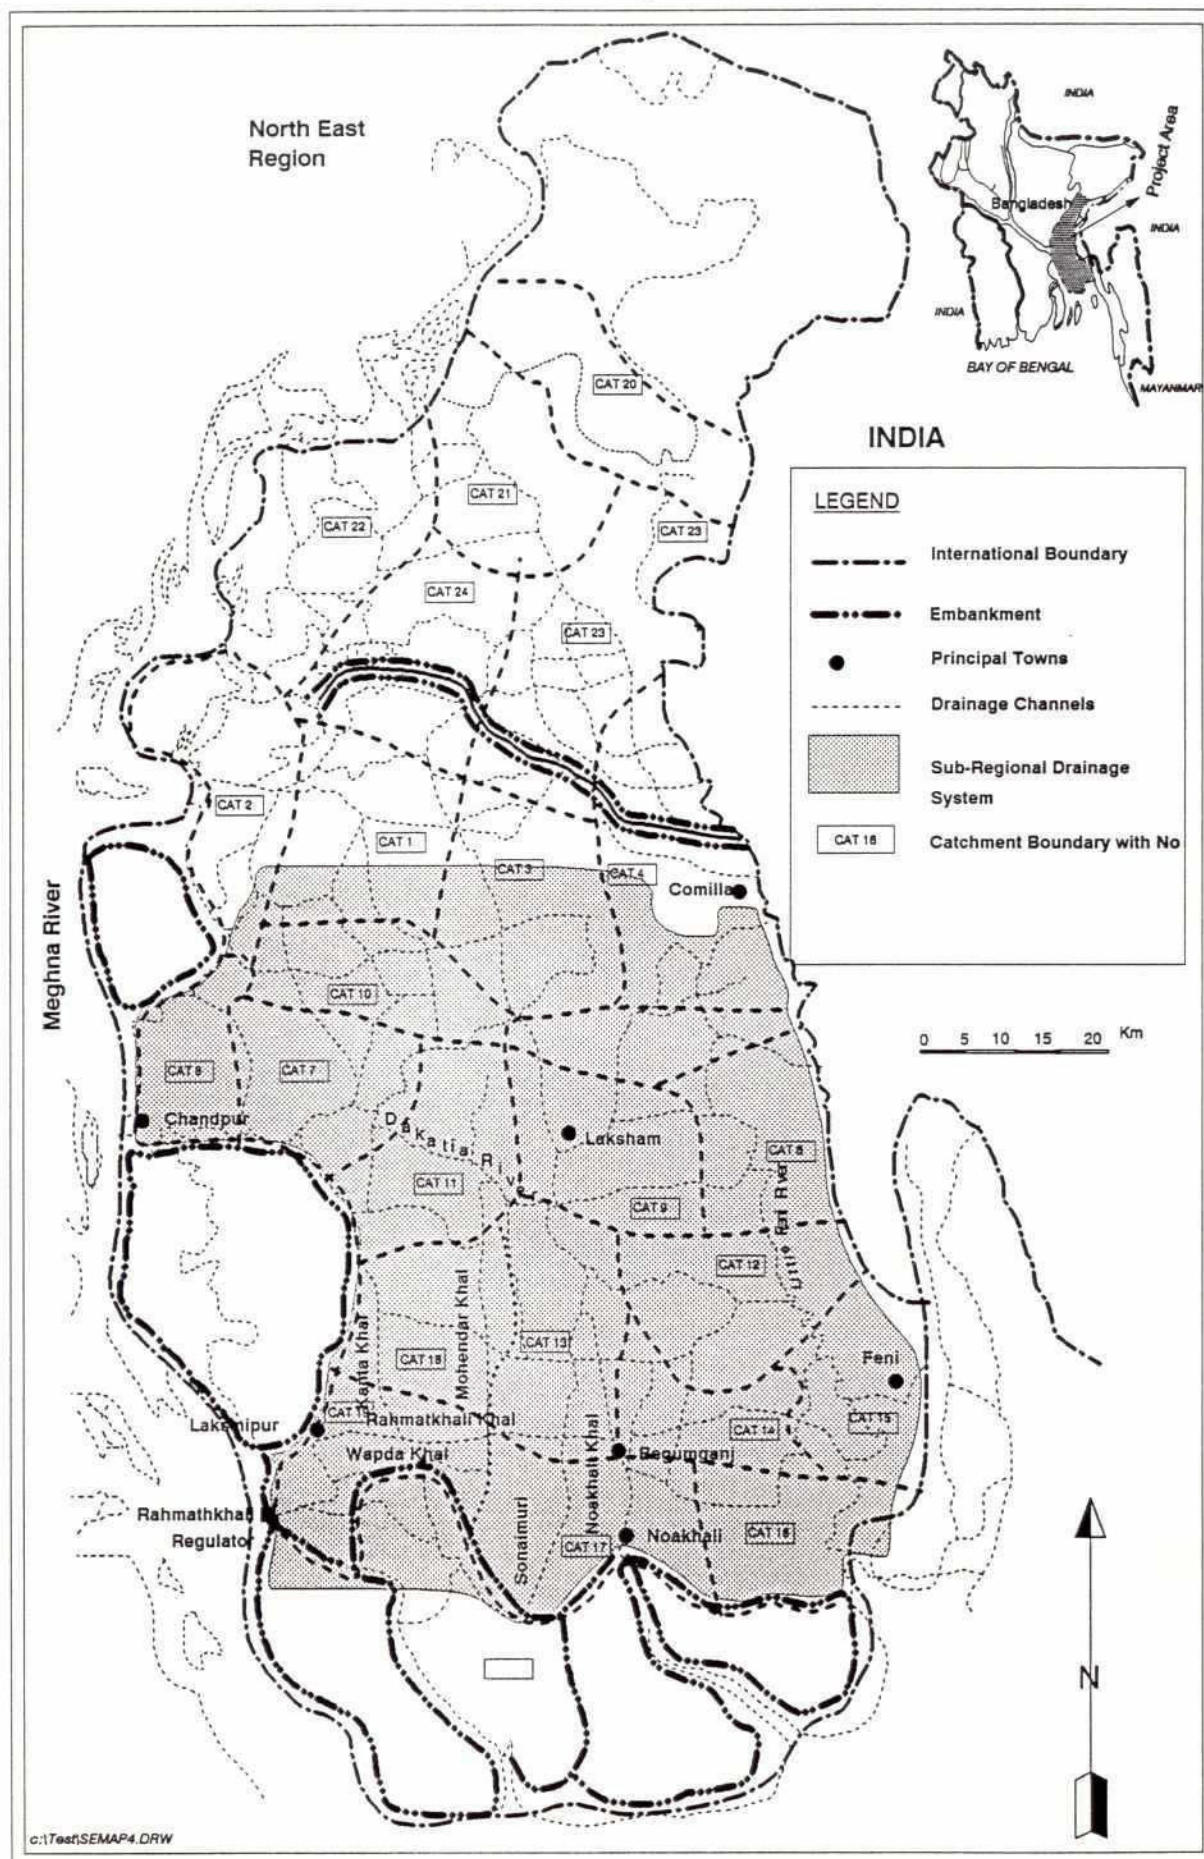 North East
Region
INDIA
Project Area
Bangladesh
INDIA
INDIA
BAY OF BENGAL
MAYANMAR
INDIA
CAT 20
CAT 21
CAT 22
CAT 23
CAT 24
CAT 23
LEGEND
International Boundary
Embankment
Principal Towns
Drainage Channels
Sub-Regional Drainage
System
CAT 16
Catchment Boundary with No
CAT 2
CAT 1
CAT 3
CAT 4
Comilla
Meghna River
CAT 10
0 5 10 15 20 Km
CAT 6
CAT 7
Chandpur
Dakatia River
Laksham
CAT 8
CAT 11
CAT 9
Little Feni River
CAT 12
CAT 13
Mohendar Khal
CAT 18
Feni
Lakshipur
Rahmatkhali Khal
CAT 14
CAT 15
Wapda Khal
Noakhali Khal
Begumganj
Rahmathkhali
Regulator
Sonaimuri
CAT 17
Noakhali
CAT 16
N
c:\Test\SEMAP4.DRW